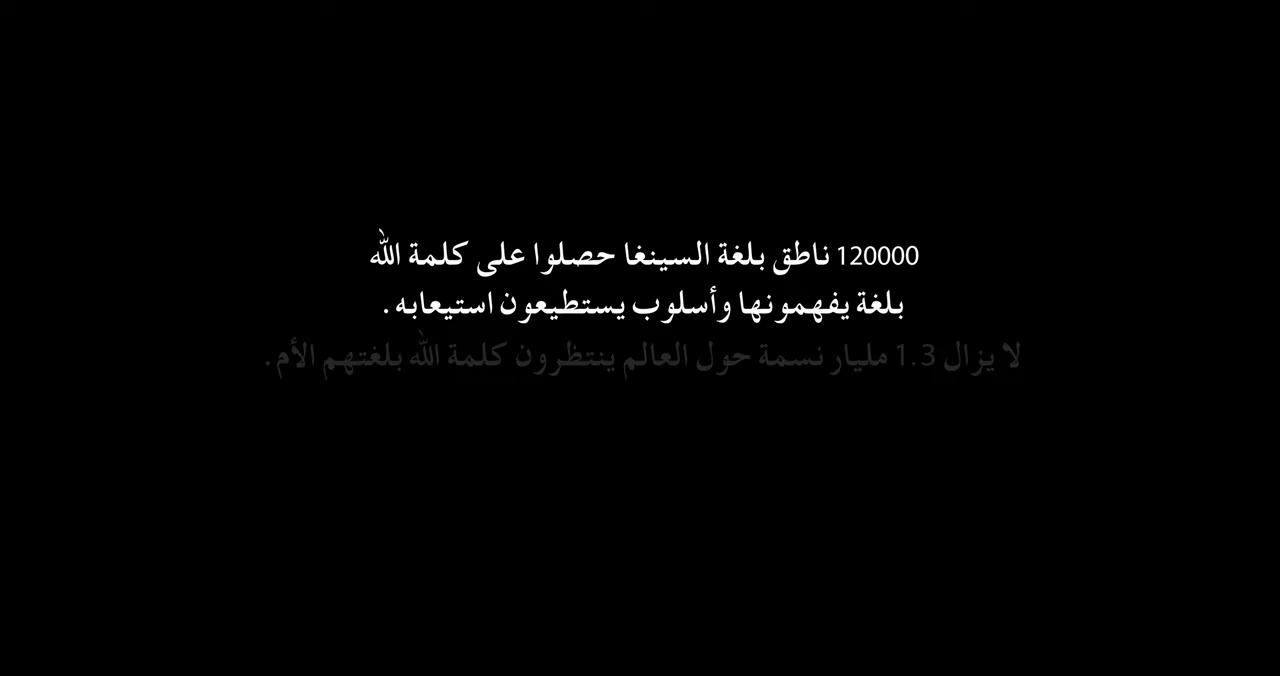 120000 ناطق بلغة السينغا حصلوا على كلمة الله
بلغة يفهمونها وأسلوب يستطيعون استيعابه.
لا يزال 1.3 مليار نسمة حول العالم ينتظرون كلمة الله بلغتهم الأم.